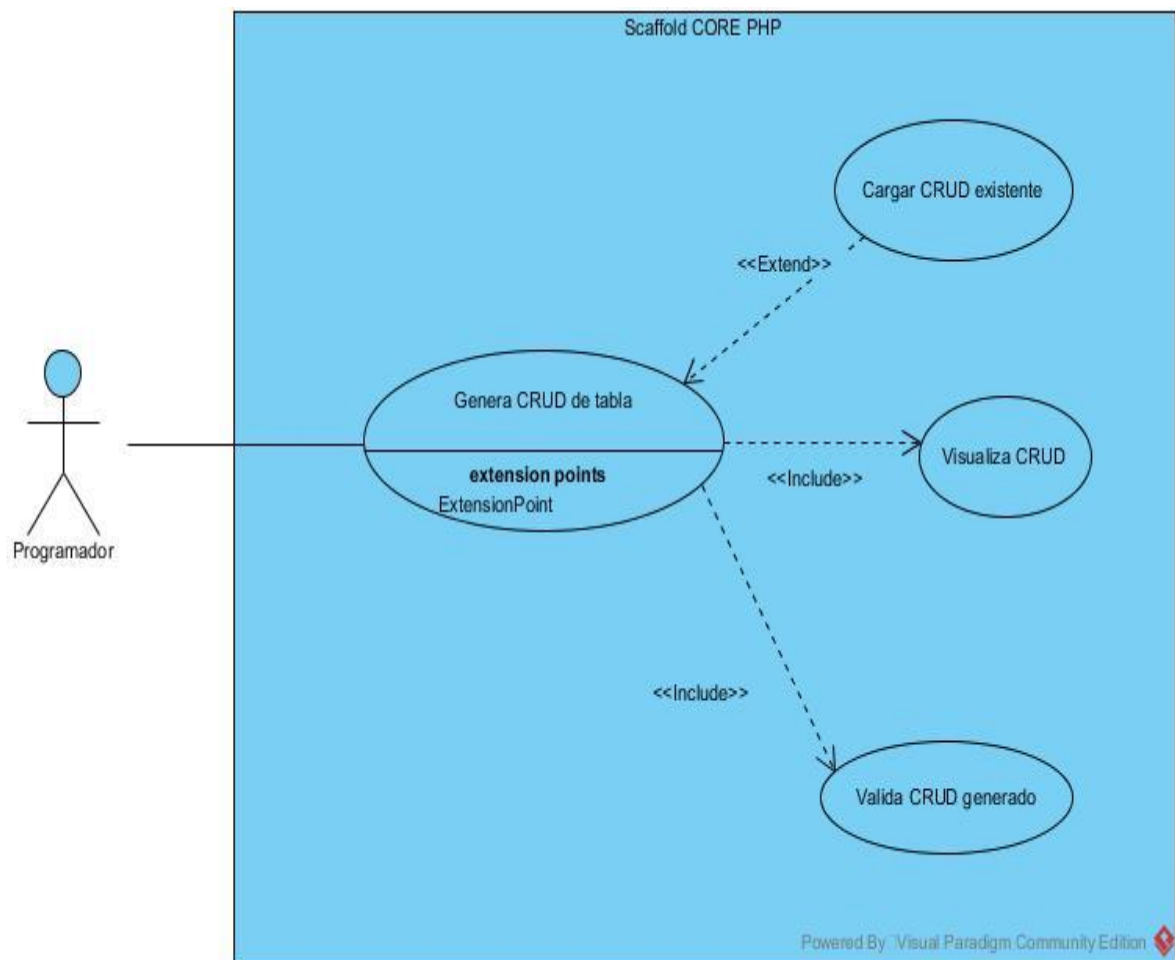 Scaffold CORE PHP
Cargar CRUD existente
<<Extend>>
Genera CRUD de tabla
extension points
ExtensionPoint
<<Include>>
Visualiza CRUD
Programador
<<Include>>
Valida CRUD generado
Powered By Visual Paradigm Community Edition